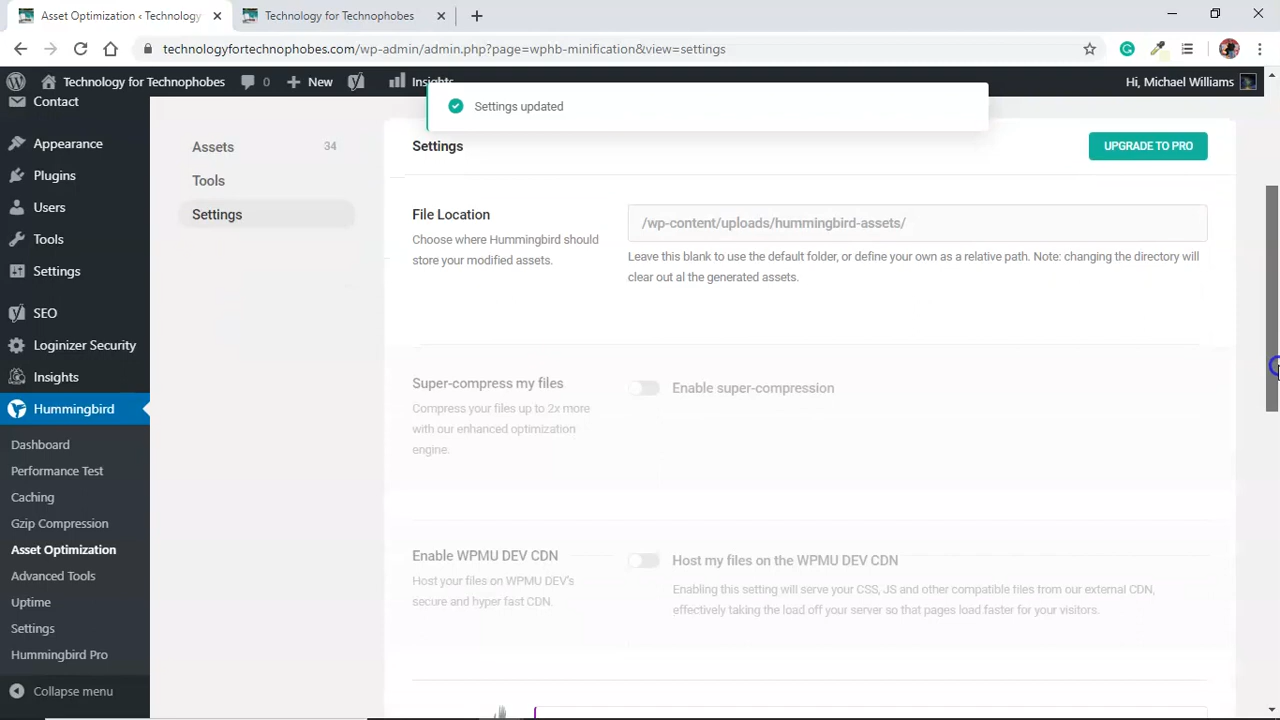 Asset Optimization ‹ Technology
Technology for Technophobes
technologyfortechnophobes.com/wp-admin/admin.php?page=wphb-minification&view=settings
Technology for Technophobes
0
New
Insights
Hi, Michael Williams
Settings updated
Contact
Appearance
Plugins
Users
Tools
Settings
SEO
Loginizer Security
Insights
Hummingbird
Dashboard
Performance Test
Caching
Gzip Compression
Asset Optimization
Advanced Tools
Uptime
Settings
Hummingbird Pro
Collapse menu
Assets 34
Tools
Settings
Settings
UPGRADE TO PRO
File Location
Choose where Hummingbird should
store your modified assets.
/wp-content/uploads/hummingbird-assets/
Leave this blank to use the default folder, or define your own as a relative path. Note: changing the directory will
clear out al the generated assets.
Super-compress my files
Compress your files up to 2x more
with our enhanced optimization
engine.
Enable super-compression
Enable WPMU DEV CDN
Host your files on WPMU DEV's
secure and hyper fast CDN.
Host my files on the WPMU DEV CDN
Enabling this setting will serve your CSS, JS and other compatible files from our external CDN,
effectively taking the load off your server so that pages load faster for your visitors.